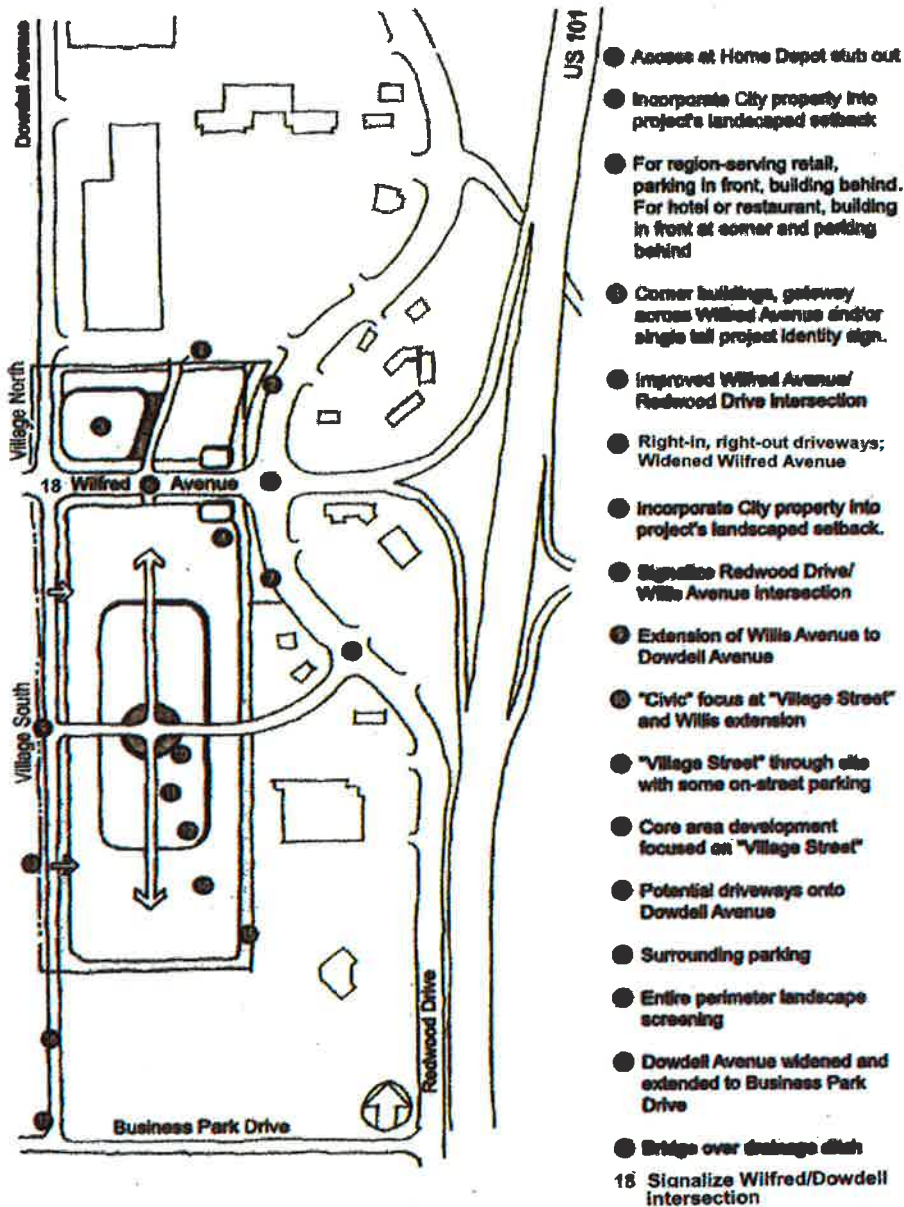 Dowdell Avenue
US 101
Village North
18 Wilfred Avenue
Village South
Redwood Drive
Business Park Drive
Access at Home Depot stub out
Incorporate City property into
project's landscaped setback
For region-serving retail,
parking in front, building behind.
For hotel or restaurant, building
in front at corner and parking
behind
Corner buildings, gateway
across Wilfred Avenue and/or
single tall project identity sign.
Improved Wilfred Avenue/
Redwood Drive intersection
Right-in, right-out driveways;
Widened Wilfred Avenue
Incorporate City property into
project's landscaped setback.
Signalize Redwood Drive/
Willis Avenue intersection
Extension of Willis Avenue to
Dowdell Avenue
"Civic" focus at "Village Street"
and Willis extension
"Village Street" through site
with some on-street parking
Core area development
focused on "Village Street"
Potential driveways onto
Dowdell Avenue
Surrounding parking
Entire perimeter landscape
screening
Dowdell Avenue widened and
extended to Business Park
Drive
Bridge over drainage ditch
18 Signalize Wilfred/Dowdell
intersection